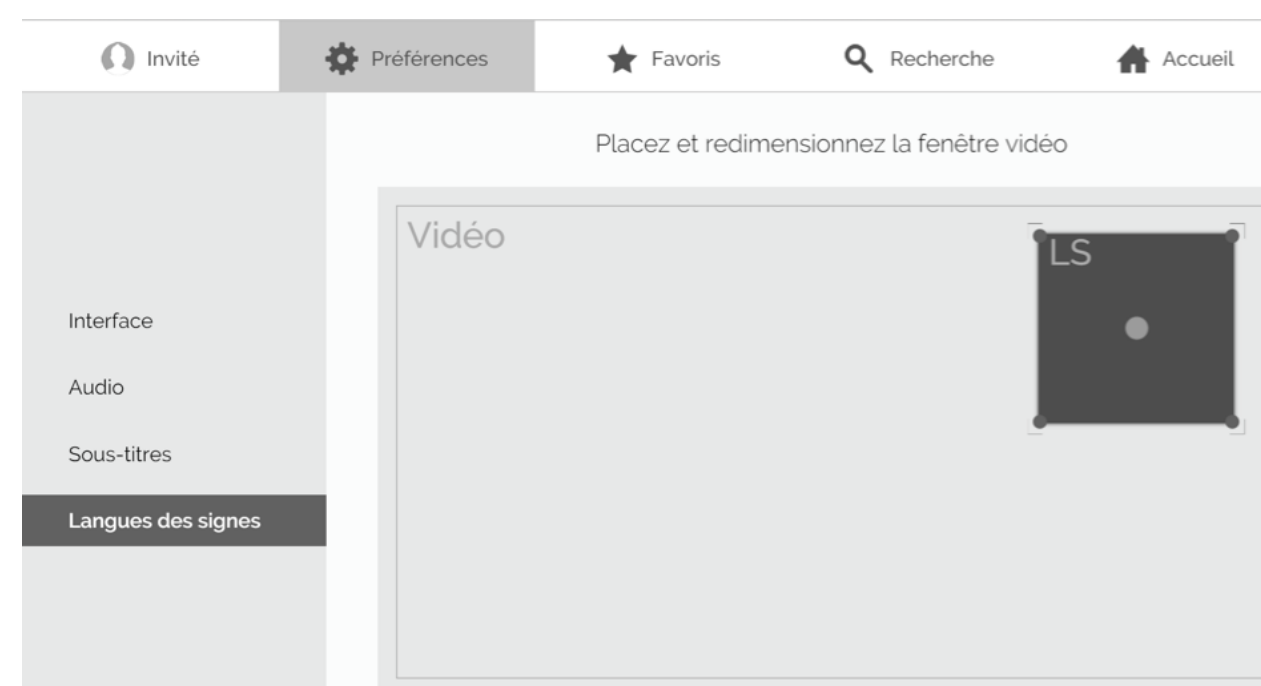 Invité
Préférences
Favoris
Recherche
Accueil
Placez et redimensionnez la fenêtre vidéo
Vidéo
LS
Interface
Audio
Sous-titres
Langues des signes